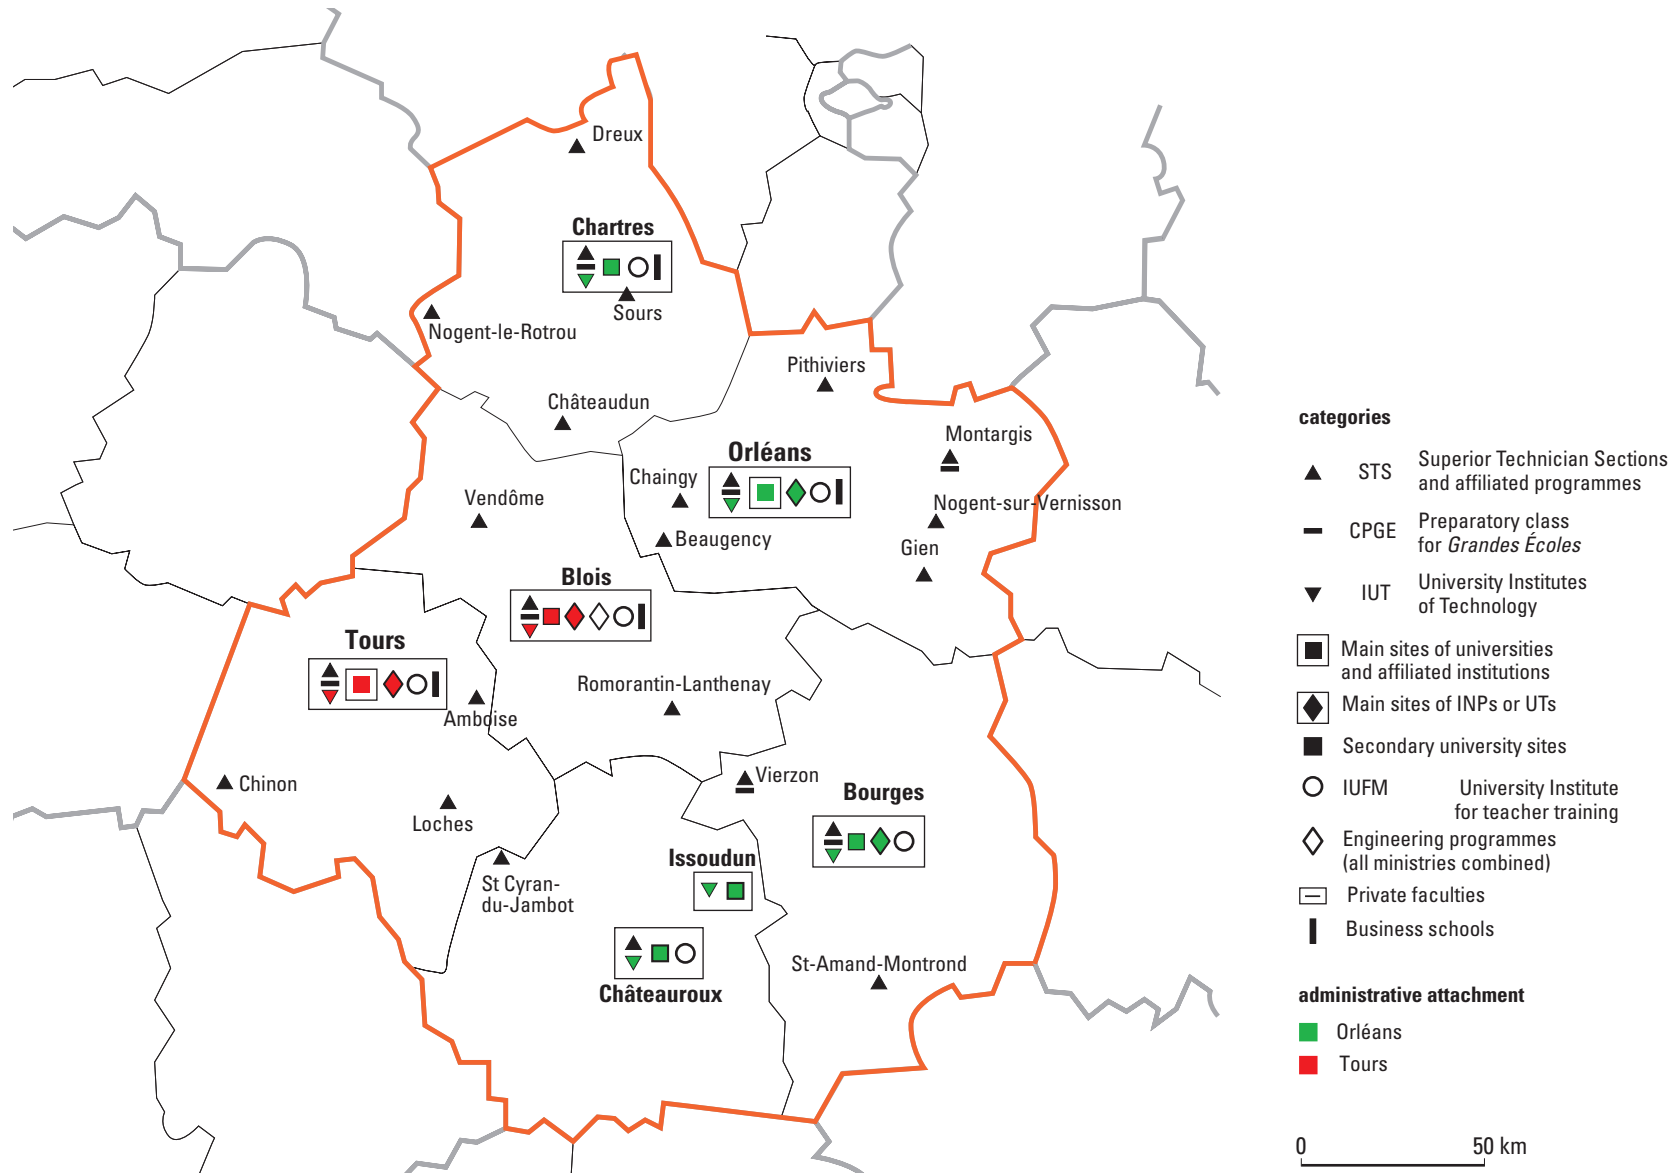 Dreux
Chartres
Sours
Nogent-le-Rotrou
Pithiviers
Châteaudun
Montargis
Orléans
Chaingy
Vendôme
Nogent-sur-Vernisson
Beaugency
Gien
Blois
Tours
Romorantin-Lanthenay
Amboise
Chinon
Vierzon
Bourges
Loches
Issoudun
St Cyran-
du-Jambot
St-Amand-Montrond
Châteauroux
categories
STS Superior Technician Sections
and affiliated programmes
CPGE Preparatory class
for Grandes Écoles
IUT University Institutes
of Technology
Main sites of universities
and affiliated institutions
Main sites of INPs or UTs
Secondary university sites
IUFM University Institute
for teacher training
Engineering programmes
(all ministries combined)
Private faculties
Business schools
administrative attachment
Orléans
Tours
0 50 km